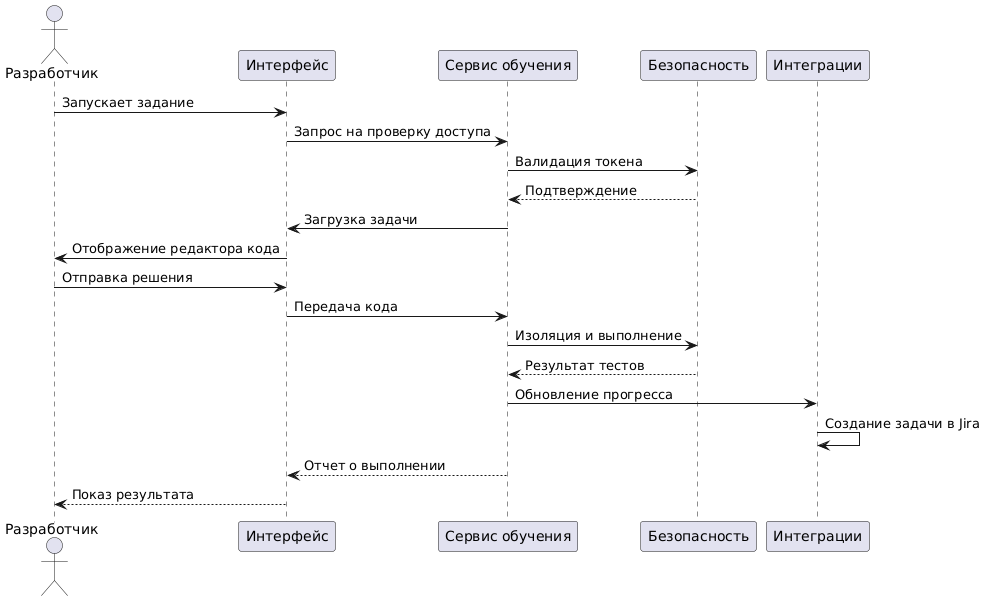 Разработчик
Интерфейс
Сервис обучения
Безопасность
Интеграции
Запускает задание
Запрос на проверку доступа
Валидация токена
Подтверждение
Загрузка задачи
Отображение редактора кода
Отправка решения
Передача кода
Изоляция и выполнение
Результат тестов
Обновление прогресса
Создание задачи в Jira
Отчет о выполнении
Показ результата
Разработчик
Интерфейс
Сервис обучения
Безопасность
Интеграции